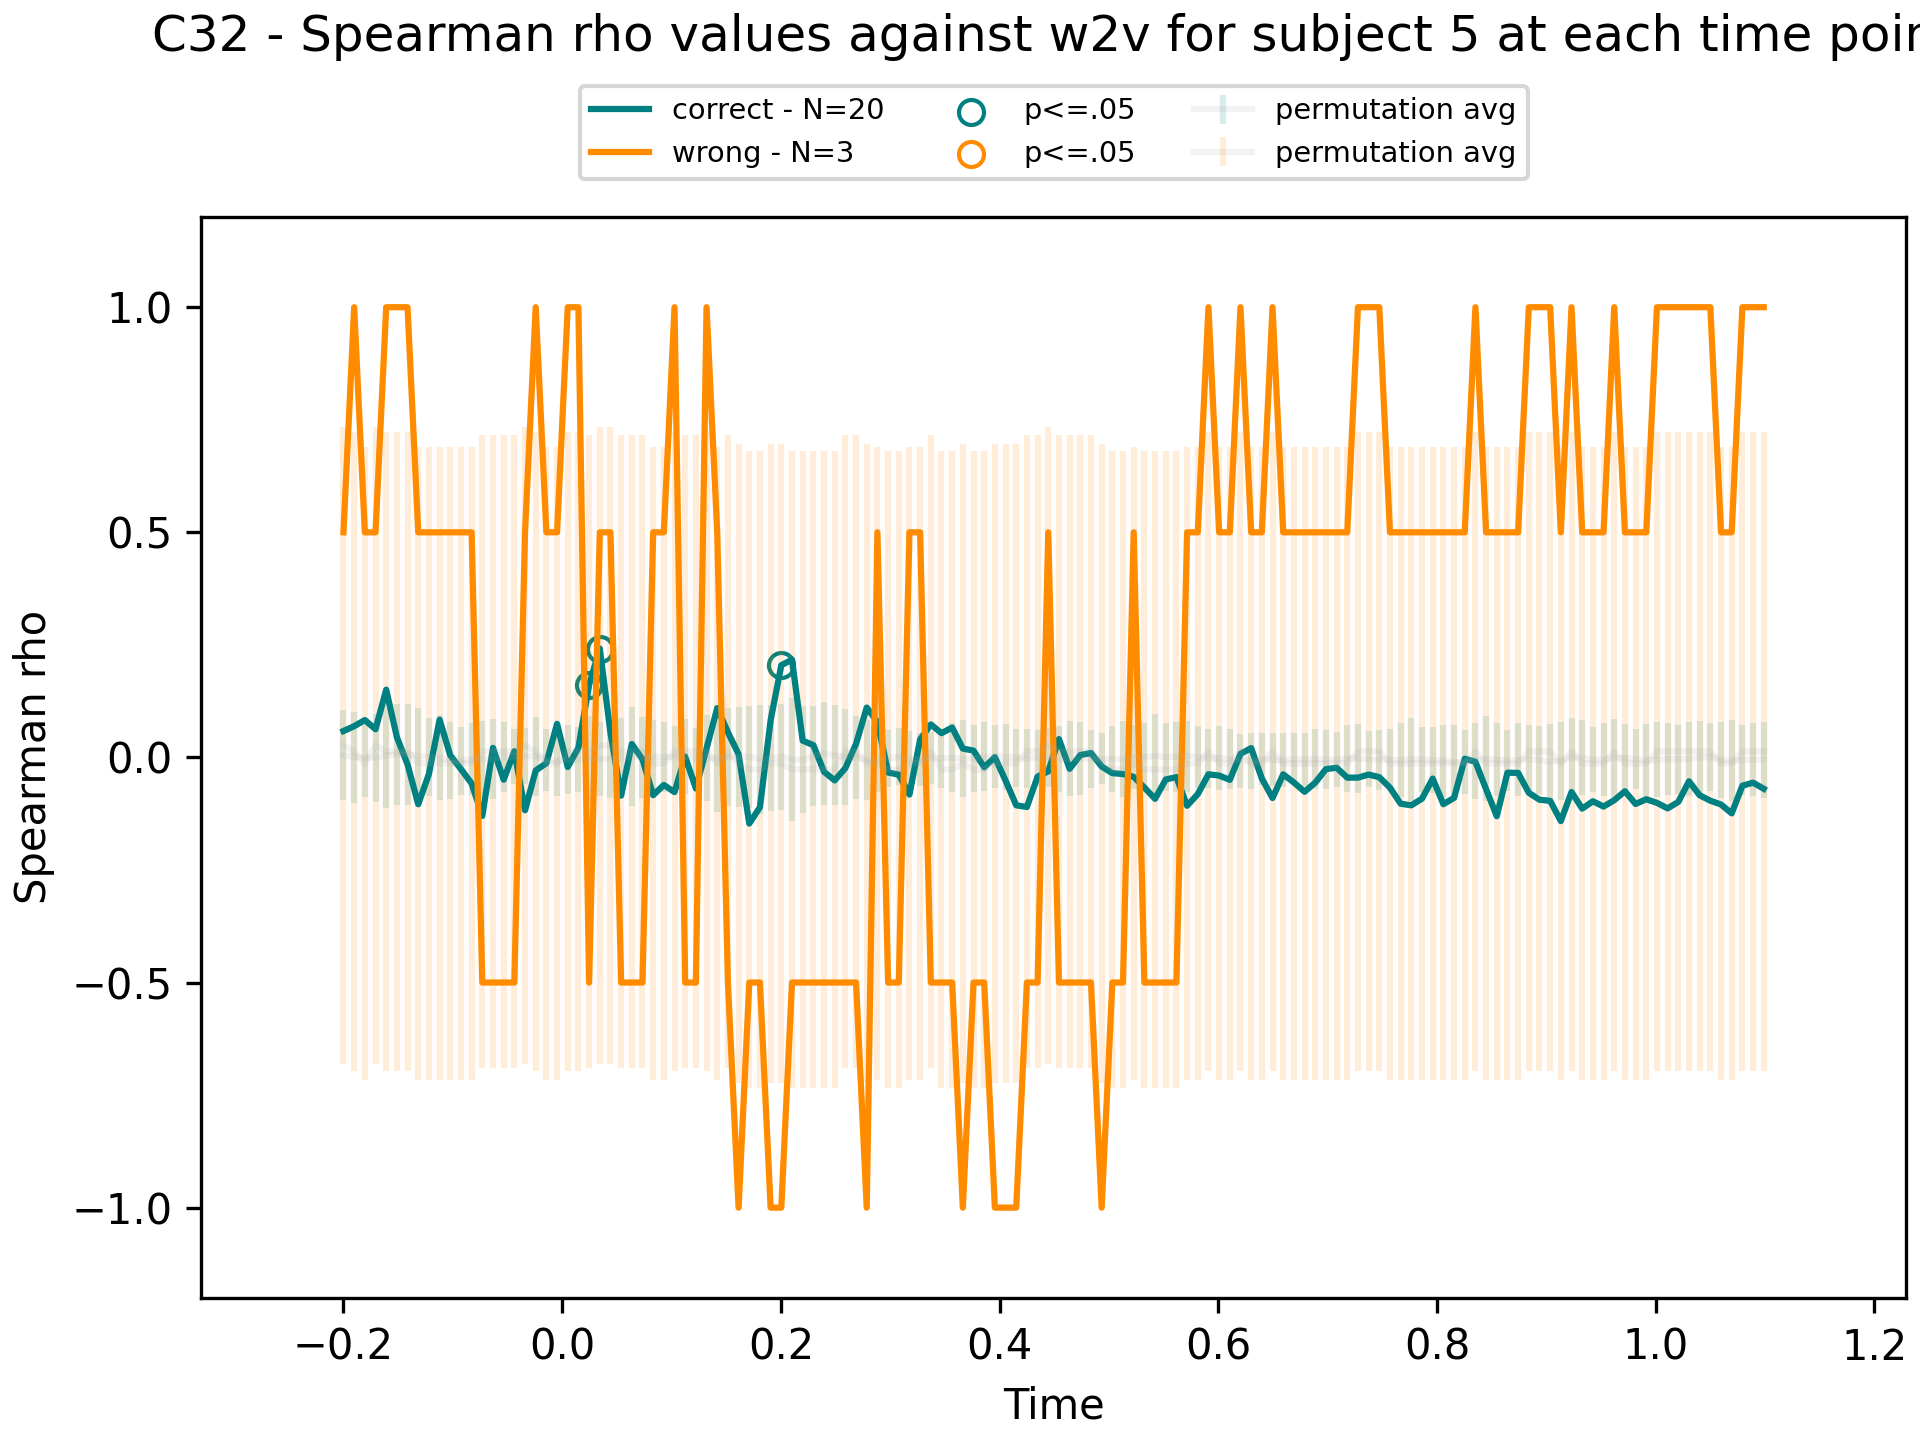 C32 - Spearman rho values against w2v for subject 5 at each time poin
correct - N=20
wrong - N=3
p<=.05
p<=.05
permutation avg
permutation avg
Spearman rho
1.0
0.5
0.0
−0.5
−1.0
−0.2 0.0 0.2 0.4 0.6 0.8 1.0 1.2
Time